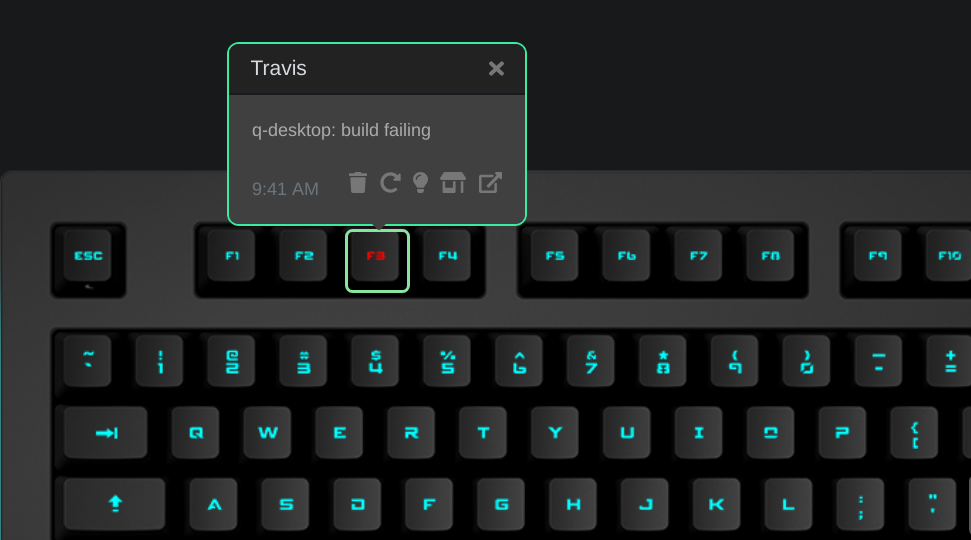 Travis
q-desktop: build failing
9:41 AM
ESC F1 F2 F3 F4 F5 F6 F7 F8 F9 F10
~ ! @ # $ % ^ & * ( ) — +
` 1 2 3 4 5 6 7 8 9 0 - =
Q W E R T Y U I O P {
[
A S D F G H J K L : "
; '